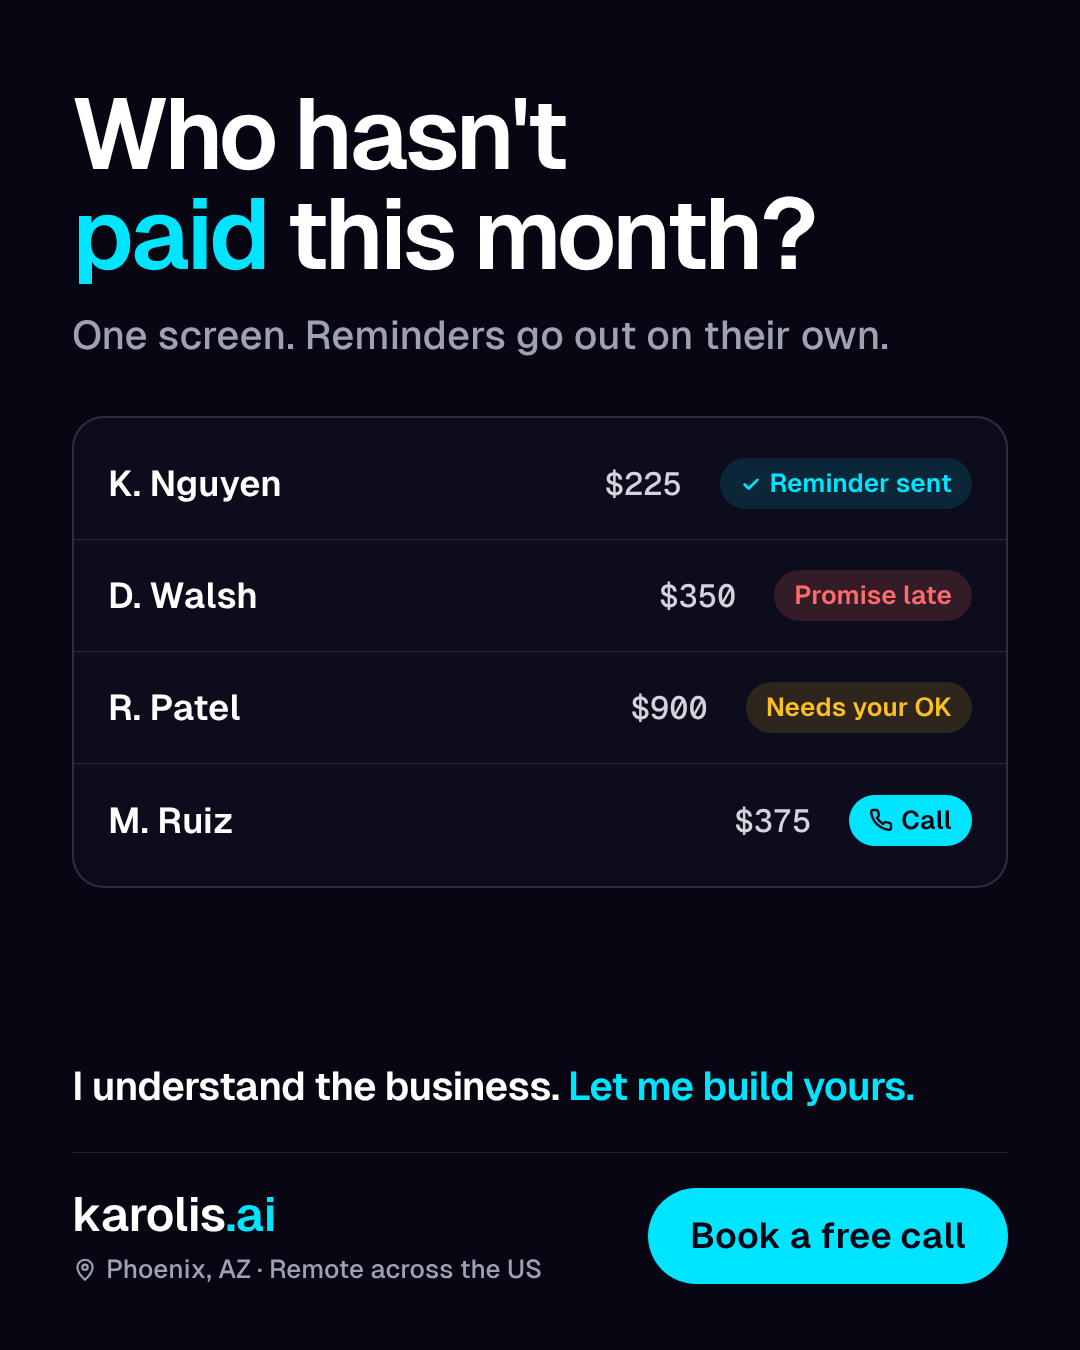 Who hasn't
paid this month?
One screen. Reminders go out on their own.
K. Nguyen $225 Reminder sent
D. Walsh $350 Promise late
R. Patel $900 Needs your OK
M. Ruiz $375 Call
I understand the business. Let me build yours.
karolis.ai
Book a free call
Phoenix, AZ · Remote across the US